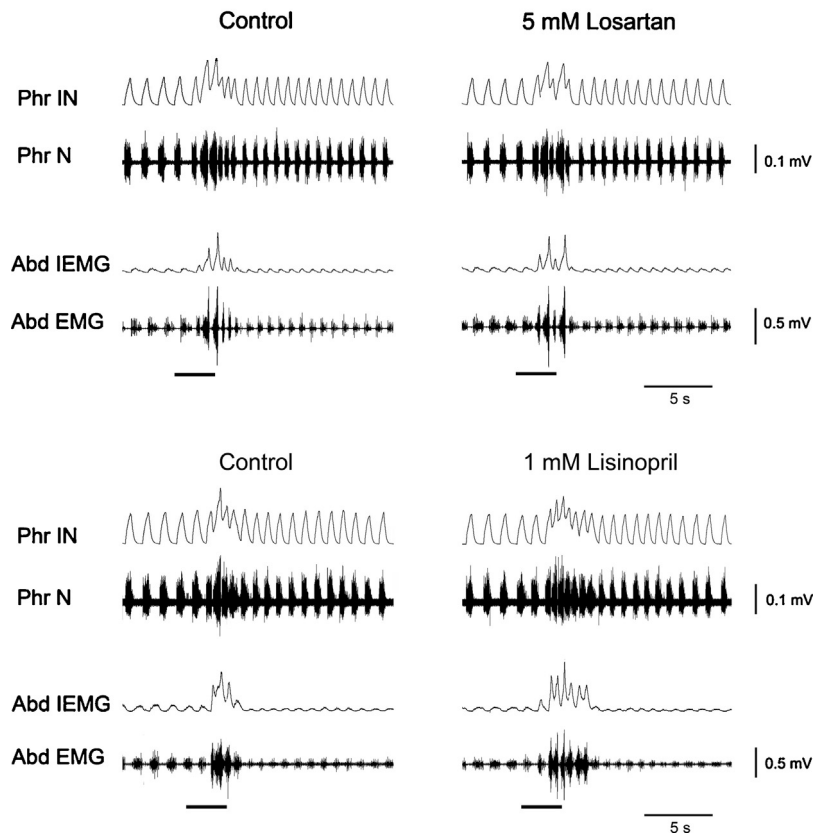 Control 5 mM Losartan
Phr IN
Phr N
0.1 mV
Abd IEMG
Abd EMG
0.5 mV
5 s
Control 1 mM Lisinopril
Phr IN
Phr N
0.1 mV
Abd IEMG
Abd EMG
0.5 mV
5 s